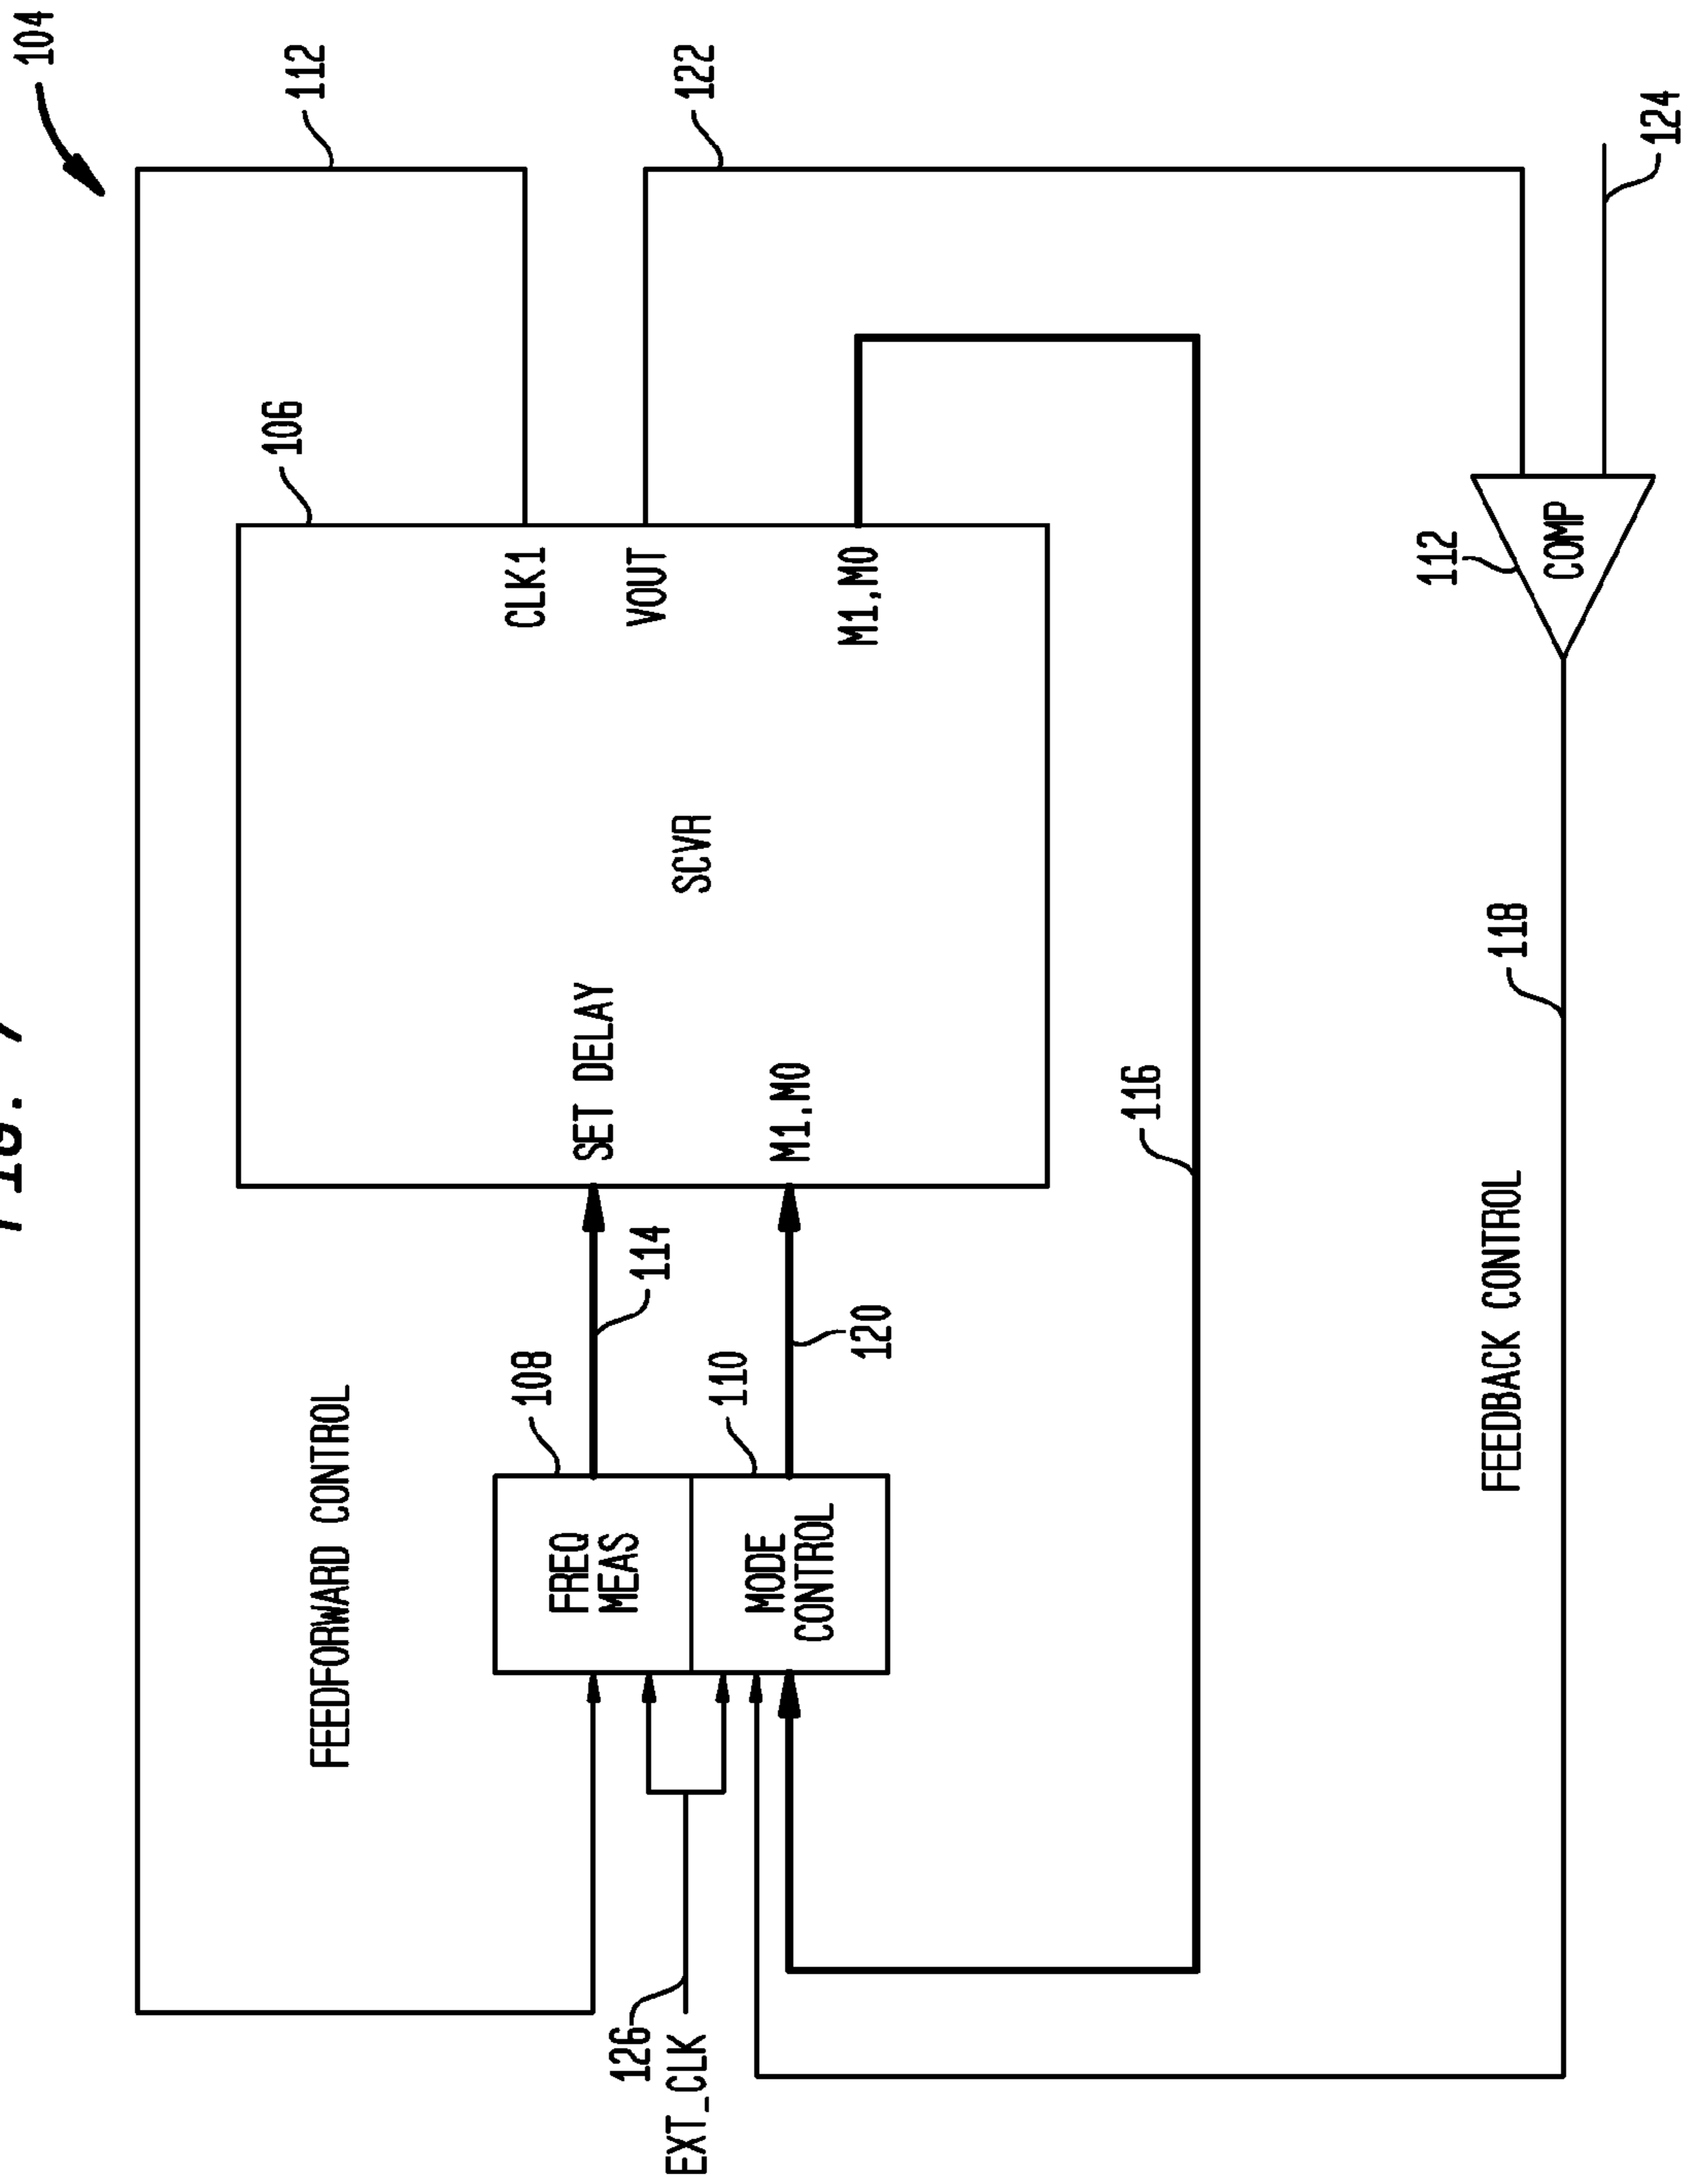 104
112
FEEDFORWARD CONTROL
106
108
FREQ
MEAS
114
SET DELAY
CLK1
126
EXT_CLK
SCVR
VOUT
122
110
MODE
CONTROL
120
M1,M0
M1,M0
116
118
FEEDBACK CONTROL
112
COMP
124